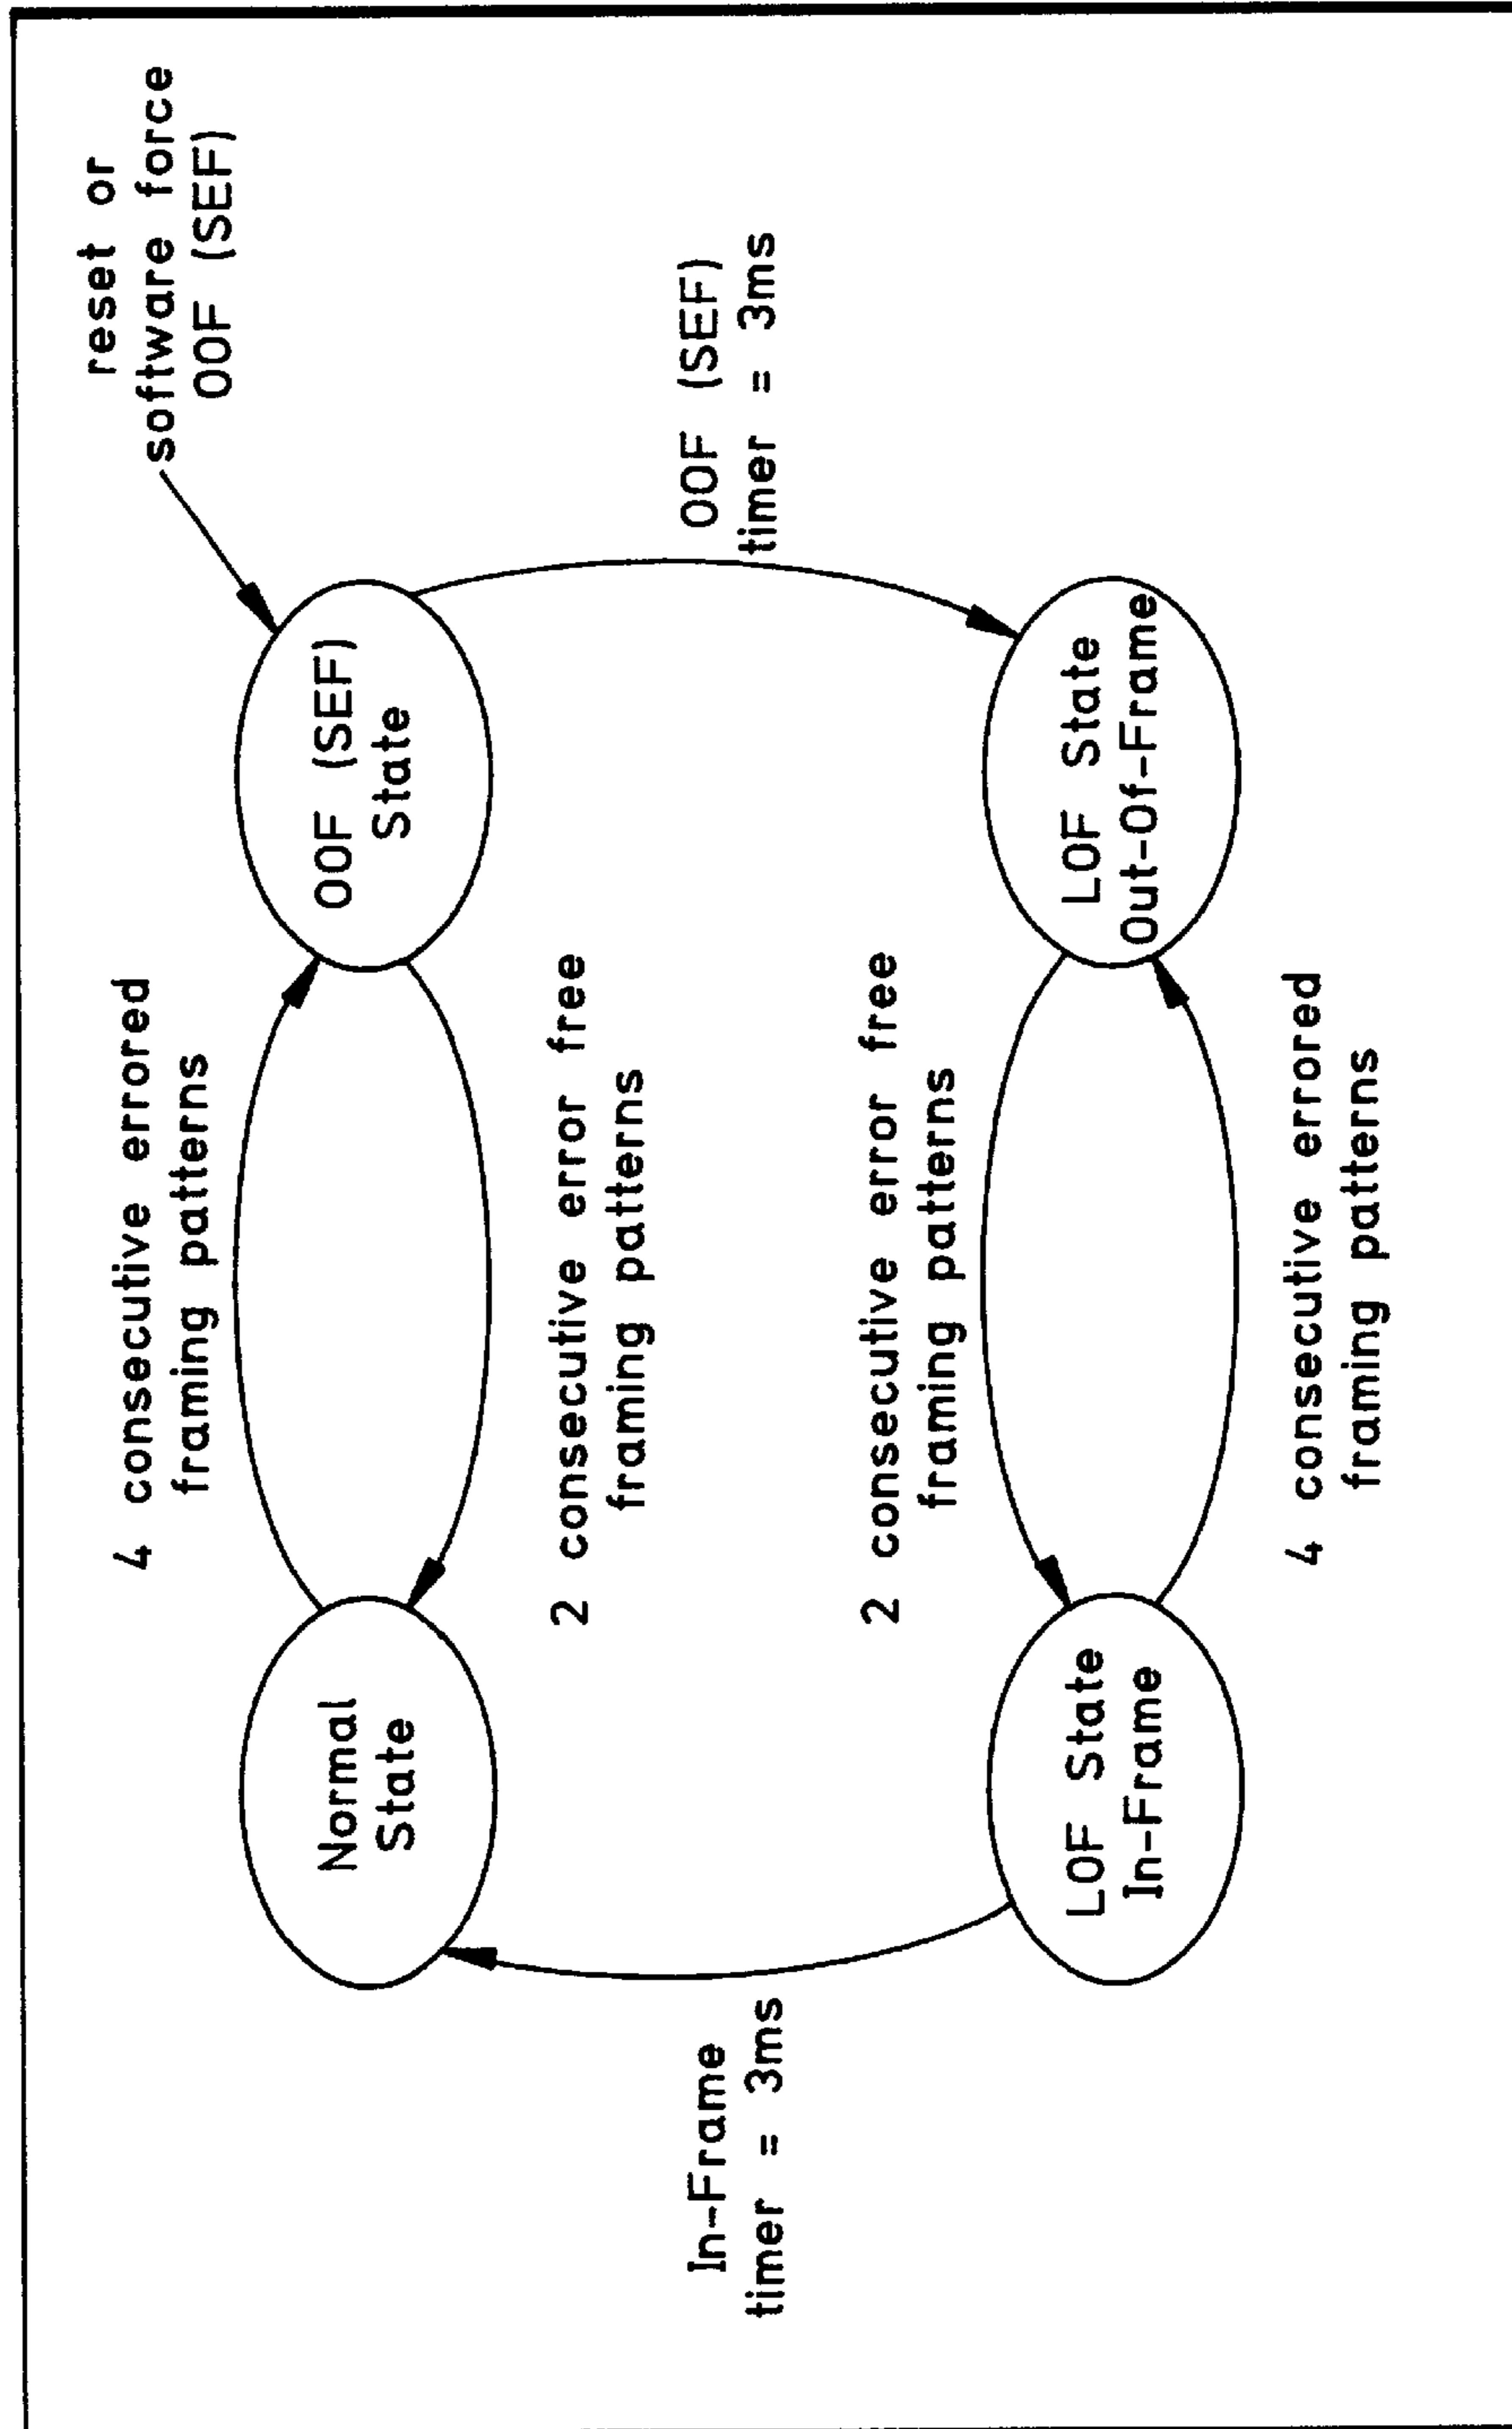 reset or
software force
OOF (SEF)
4 consecutive errored
framing patterns
Normal
State
OOF (SEF)
State
2 consecutive error free
framing patterns
In-Frame
timer = 3ms
OOF (SEF)
timer = 3ms
2 consecutive error free
framing patterns
LOF State
In-Frame
LOF State
Out-Of-Frame
4 consecutive errored
framing patterns